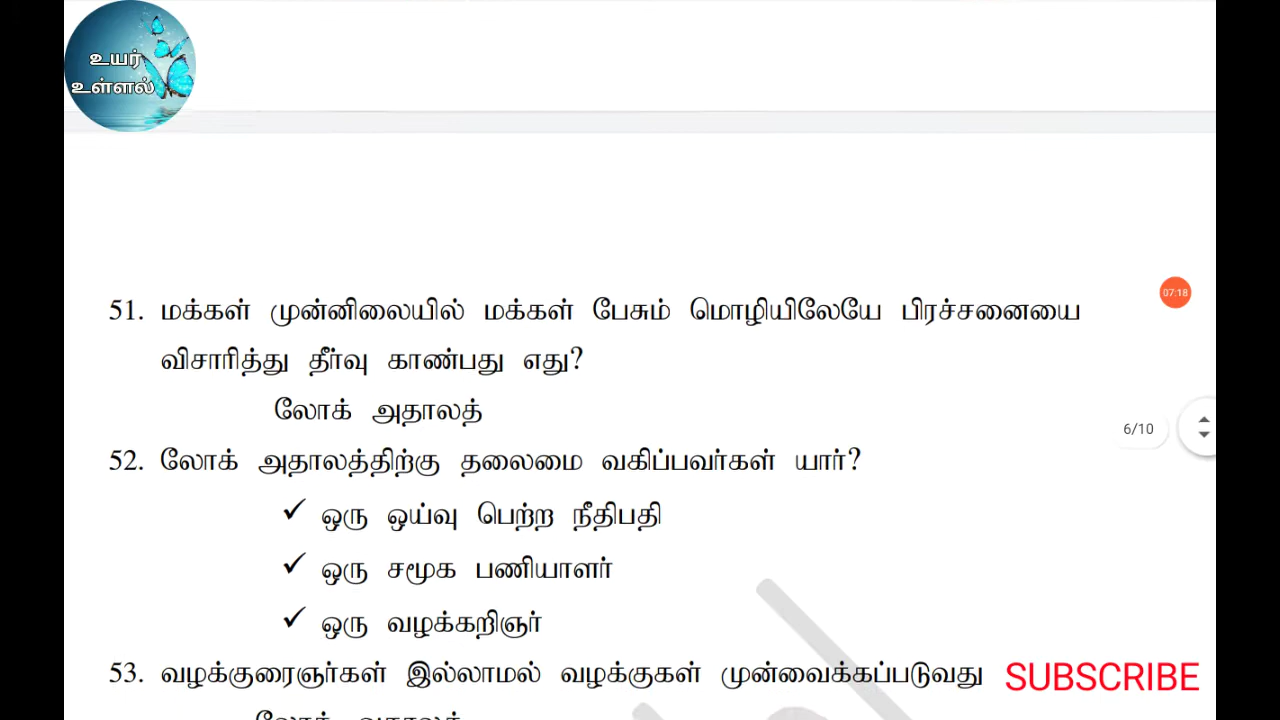 உயர்
உள்ளல்
51. மக்கள் முன்னிலையில் மக்கள் பேசும் மொழியிலேயே பிரச்சனையை
07:18
விசாரித்து தீர்வு காண்பது எது?
லோக் அதாலத்
6/10
52. லோக் அதாலத்திற்கு தலைமை வகிப்பவர்கள் யார்?
✓ ஒரு ஓய்வு பெற்ற நீதிபதி
✓ ஒரு சமூக பணியாளர்
✓ ஒரு வழக்கறிஞர்
53. வழக்குரைஞர்கள் இல்லாமல் வழக்குகள் முன்வைக்கப்படுவது
SUBSCRIBE
லோக் அதாலத்